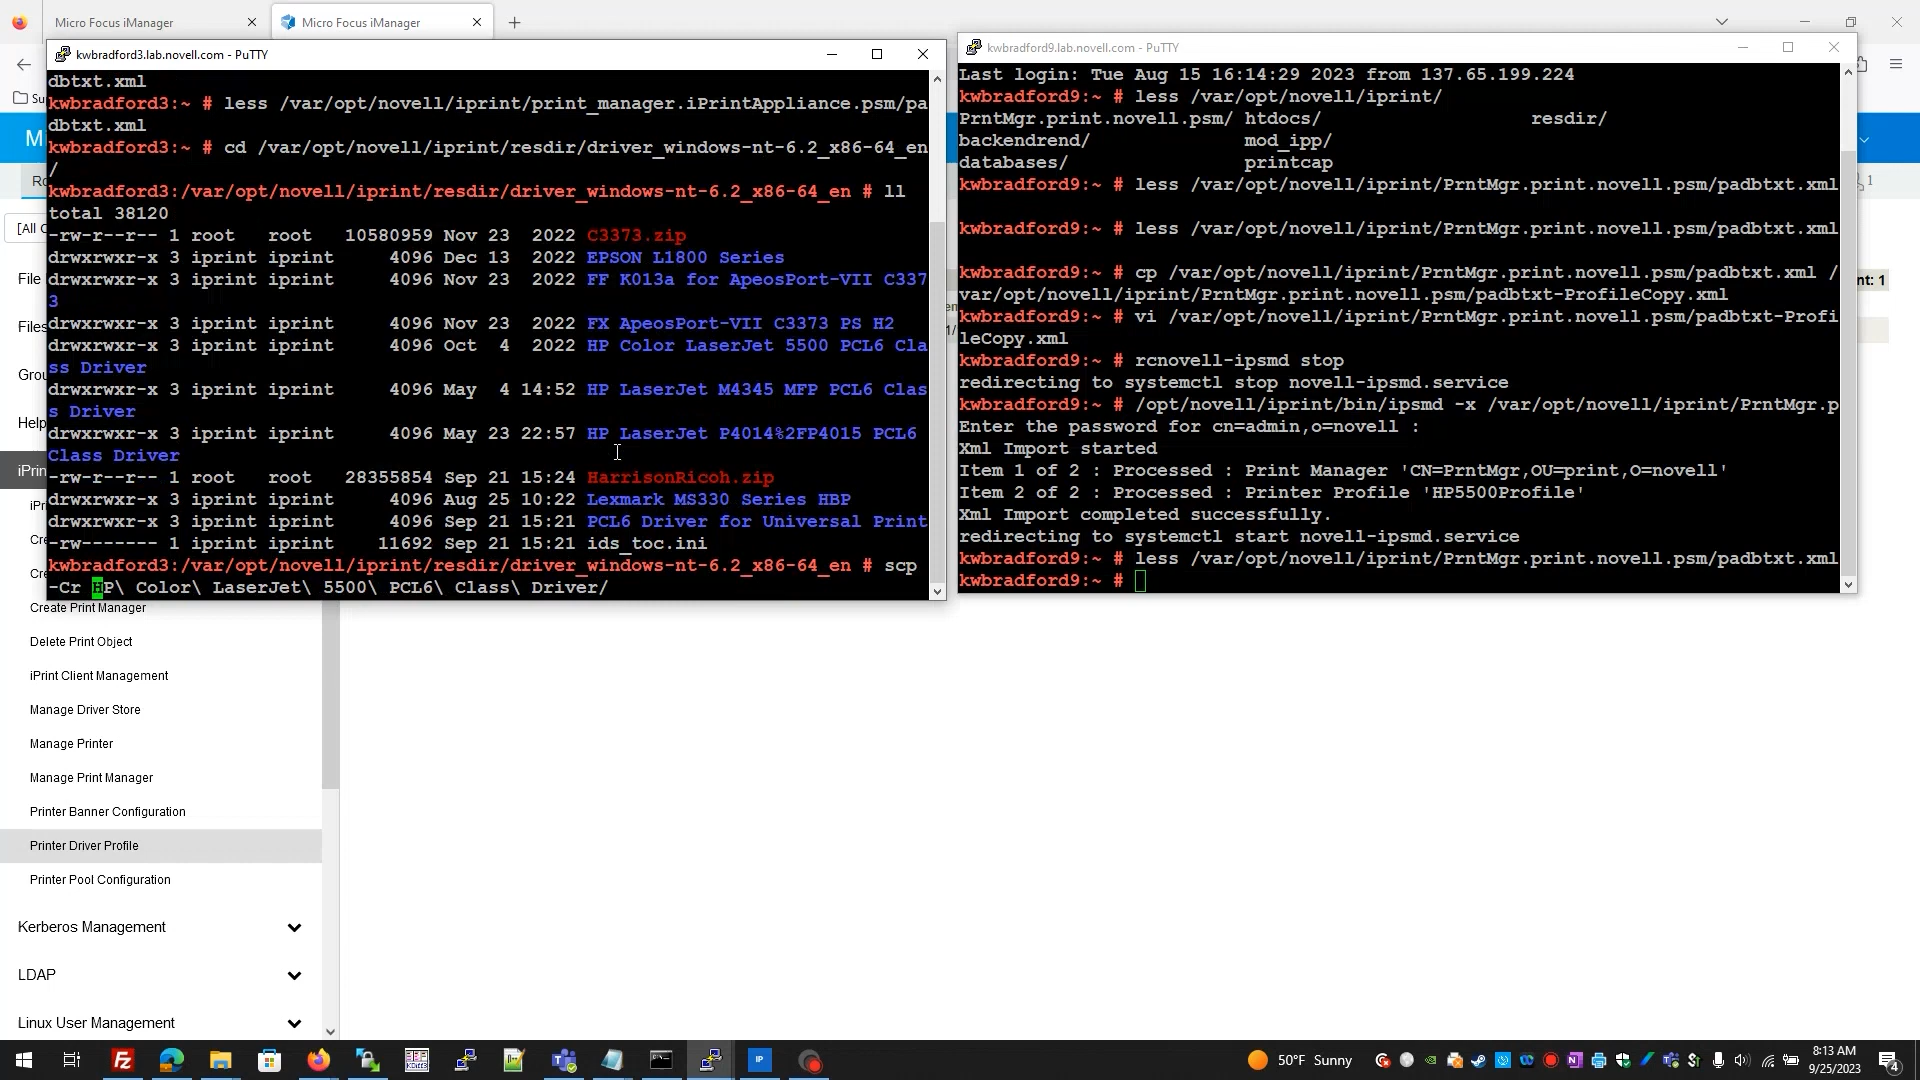 Micro Focus iManager
Micro Focus iManager
kwbradford3.lab.novell.com - PuTTY
dbtxt.xml
kwbradford3:~ # less /var/opt/novell/iprint/print_manager.iPrintAppliance.psm/pa
dbtxt.xml
kwbradford3:~ # cd /var/opt/novell/iprint/resdir/driver_windows-nt-6.2_x86-64_en
/
kwbradford3:/var/opt/novell/iprint/resdir/driver_windows-nt-6.2_x86-64_en # ll
total 38120
-rw-r--r-- 1 root   root   10580959 Nov 23  2022 C3373.zip
drwxrwxr-x 3 iprint iprint     4096 Dec 13  2022 EPSON L1800 Series
drwxrwxr-x 3 iprint iprint     4096 Nov 23  2022 FF K013a for ApeosPort-VII C337
3
drwxrwxr-x 3 iprint iprint     4096 Nov 23  2022 FX ApeosPort-VII C3373 PS H2
drwxrwxr-x 3 iprint iprint     4096 Oct  4  2022 HP Color LaserJet 5500 PCL6 Cla
ss Driver
drwxrwxr-x 3 iprint iprint     4096 May  4 14:52 HP LaserJet M4345 MFP PCL6 Clas
s Driver
drwxrwxr-x 3 iprint iprint     4096 May 23 22:57 HP LaserJet P4014%2FP4015 PCL6
Class Driver
-rw-r--r-- 1 root   root   28355854 Sep 21 15:24 HarrisonRicoh.zip
drwxrwxr-x 3 iprint iprint     4096 Aug 25 10:22 Lexmark MS330 Series HBP
drwxrwxr-x 3 iprint iprint     4096 Sep 21 15:21 PCL6 Driver for Universal Print
-rw------- 1 iprint iprint    11692 Sep 21 15:21 ids_toc.ini
kwbradford3:/var/opt/novell/iprint/resdir/driver_windows-nt-6.2_x86-64_en # scp
-Cr HP\ Color\ LaserJet\ 5500\ PCL6\ Class\ Driver/
kwbradford9.lab.novell.com - PuTTY
Last login: Tue Aug 15 16:14:29 2023 from 137.65.199.224
kwbradford9:~ # less /var/opt/novell/iprint/
PrntMgr.print.novell.psm/ htdocs/                    resdir/
backendrend/               mod_ipp/
databases/                 printcap
kwbradford9:~ # less /var/opt/novell/iprint/PrntMgr.print.novell.psm/padbtxt.xml
kwbradford9:~ # less /var/opt/novell/iprint/PrntMgr.print.novell.psm/padbtxt.xml
kwbradford9:~ # cp /var/opt/novell/iprint/PrntMgr.print.novell.psm/padbtxt.xml /
var/opt/novell/iprint/PrntMgr.print.novell.psm/padbtxt-ProfileCopy.xml
kwbradford9:~ # vi /var/opt/novell/iprint/PrntMgr.print.novell.psm/padbtxt-Profi
leCopy.xml
kwbradford9:~ # rcnovell-ipsmd stop
redirecting to systemctl stop novell-ipsmd.service
kwbradford9:~ # /opt/novell/iprint/bin/ipsmd -x /var/opt/novell/iprint/PrntMgr.p
Enter the password for cn=admin,o=novell :
Xml Import started
Item 1 of 2 : Processed : Print Manager 'CN=PrntMgr,OU=print,O=novell'
Item 2 of 2 : Processed : Printer Profile 'HP5500Profile'
Xml Import completed successfully.
redirecting to systemctl start novell-ipsmd.service
kwbradford9:~ # less /var/opt/novell/iprint/PrntMgr.print.novell.psm/padbtxt.xml
kwbradford9:~ #
Su
M
Ro
[All C
File
Files
Grou
Help
iPrin
iPr
Cre
Cre
Create Print Manager
Delete Print Object
iPrint Client Management
Manage Driver Store
Manage Printer
Manage Print Manager
Printer Banner Configuration
Printer Driver Profile
Printer Pool Configuration
Kerberos Management
LDAP
Linux User Management
1
nt: 1
em
1/
IP
50°F Sunny
8:13 AM
9/25/2023
4